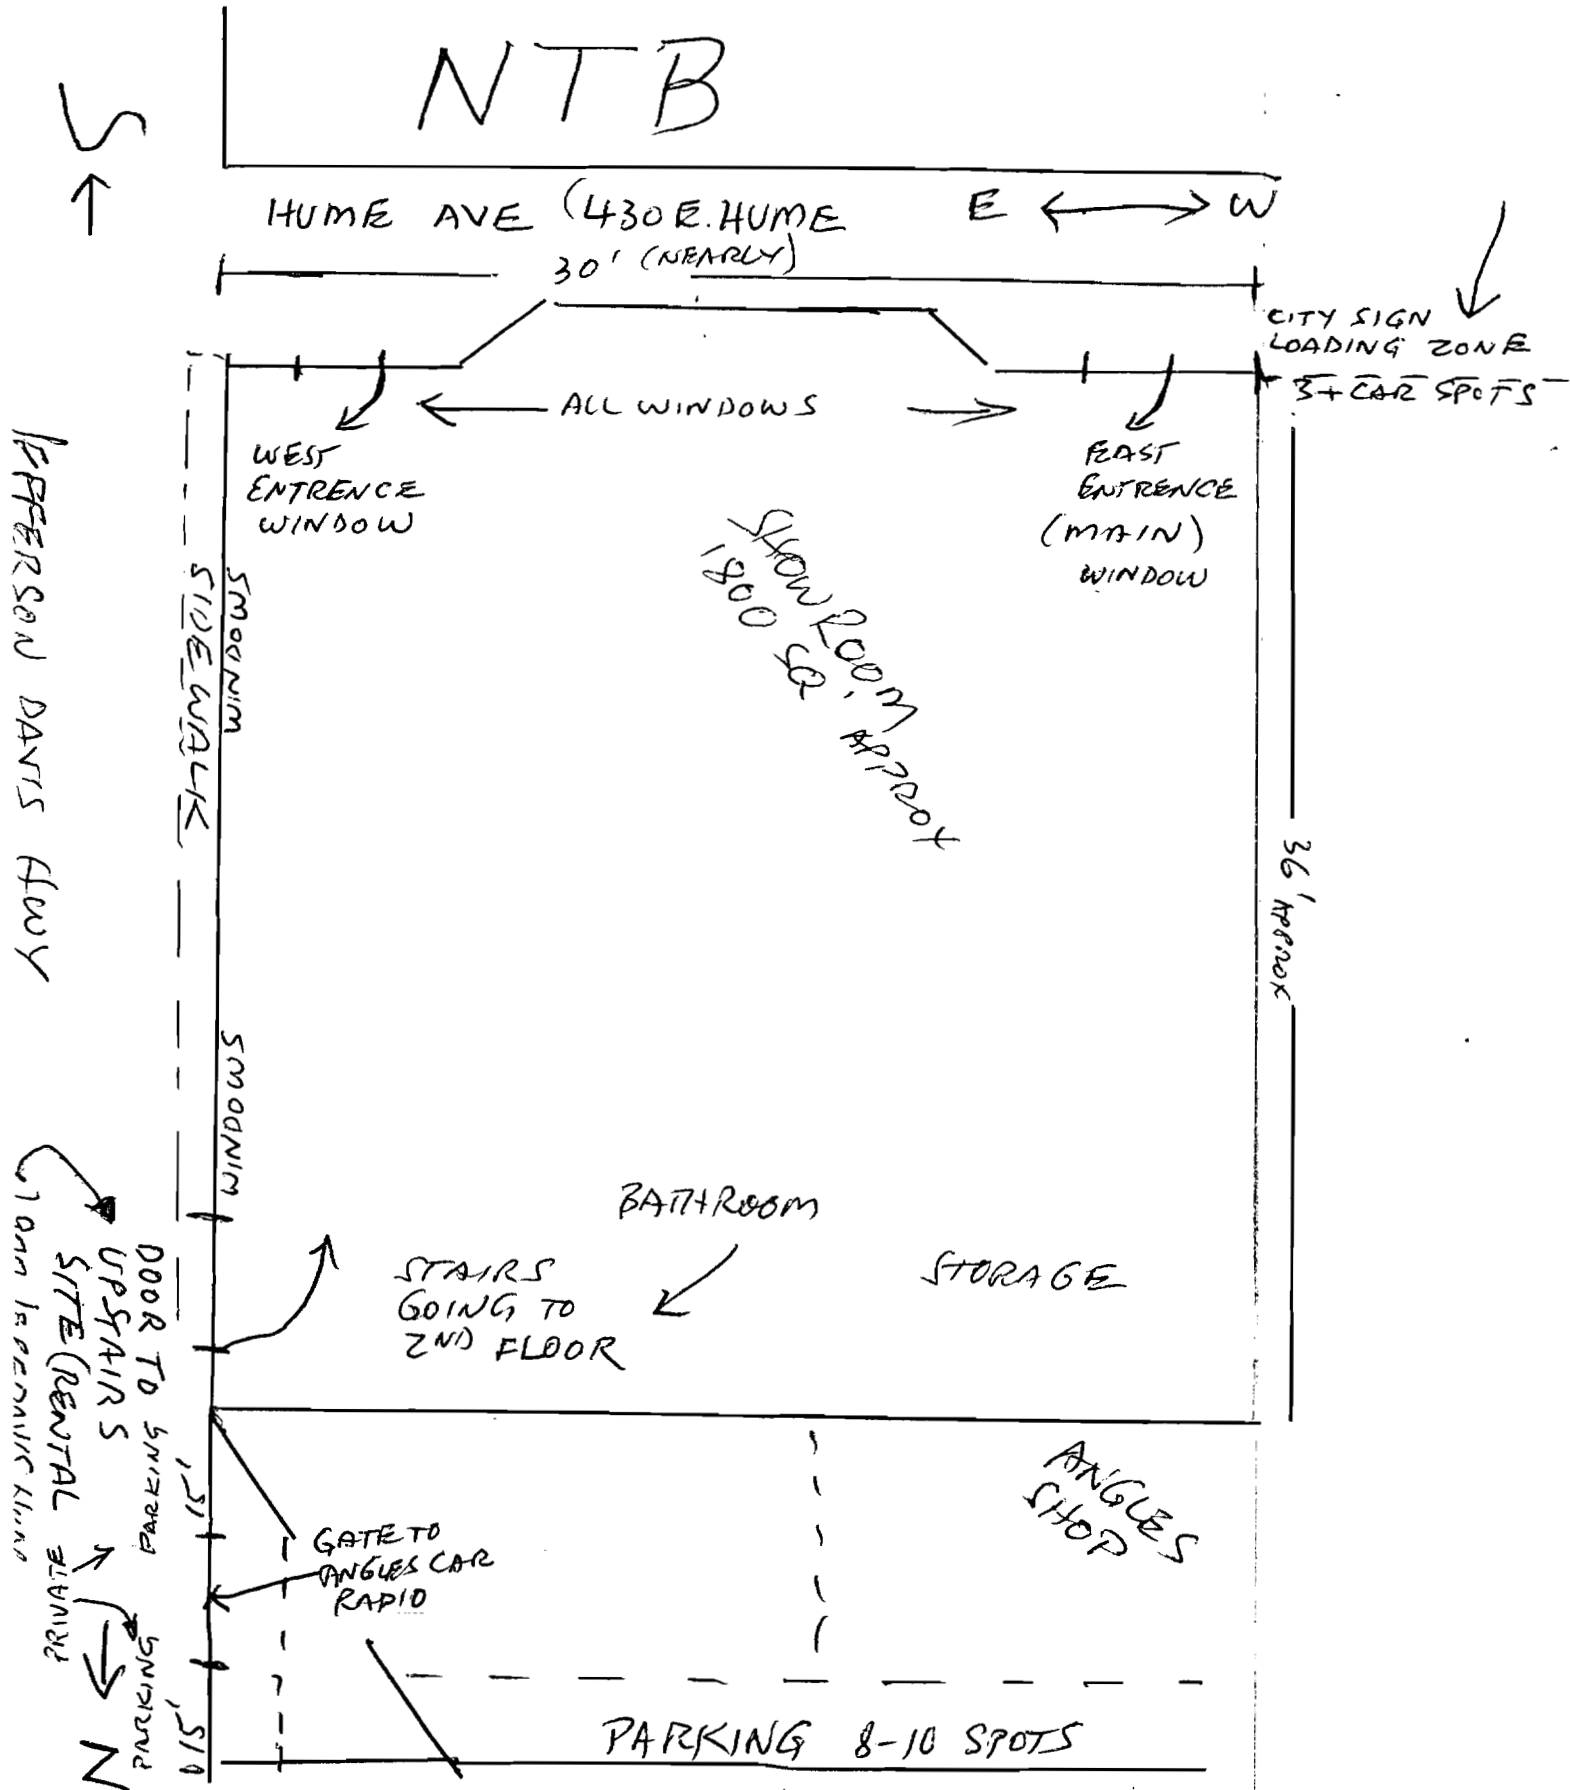 NTB
S
HUME AVE (430 E. HUME
E W
30' (NEARLY)
CITY SIGN
LOADING ZONE
3+ CAR SPOTS
ALL WINDOWS
WEST
ENTRENCE
WINDOW
EAST
ENTRENCE
(MAIN)
WINDOW
SHOW ROOM
1800 SQ. APPROX
JEFFERSON DAVIS HWY
SIDEWALK
WINDOWS
WINDOWS
36' APPROX
BATHROOM
STAIRS
GOING TO
2ND FLOOR
STORAGE
DOOR TO
UPSTAIRS
SITE (RENTAL
PARKING
15'
PRIVATE
PARKING
15'
N
GATE TO
ANGLES CAR
RADIO
ANGLES
SHOP
PARKING 8-10 SPOTS